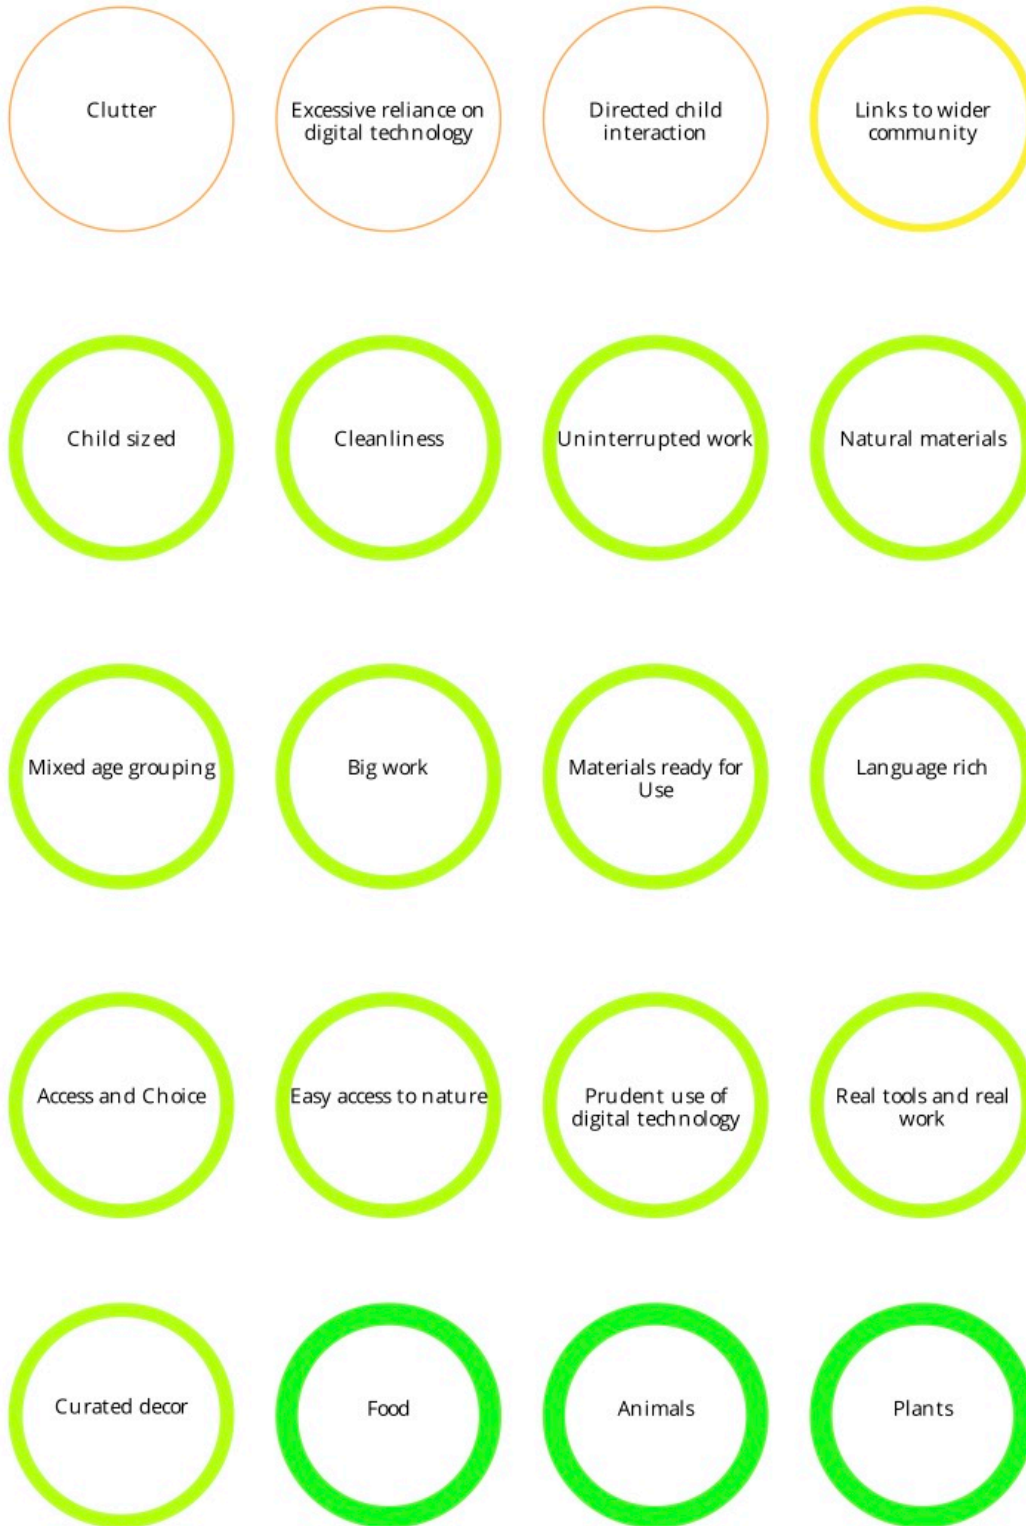 Clutter
Excessive reliance on
digital technology
Directed child
interaction
Links to wider
community
Child sized
Cleanliness
Uninterrupted work
Natural materials
Mixed age grouping
Big work
Materials ready for
Use
Language rich
Access and Choice
Easy access to nature
Prudent use of
digital technology
Real tools and real
work
Curated decor
Food
Animals
Plants